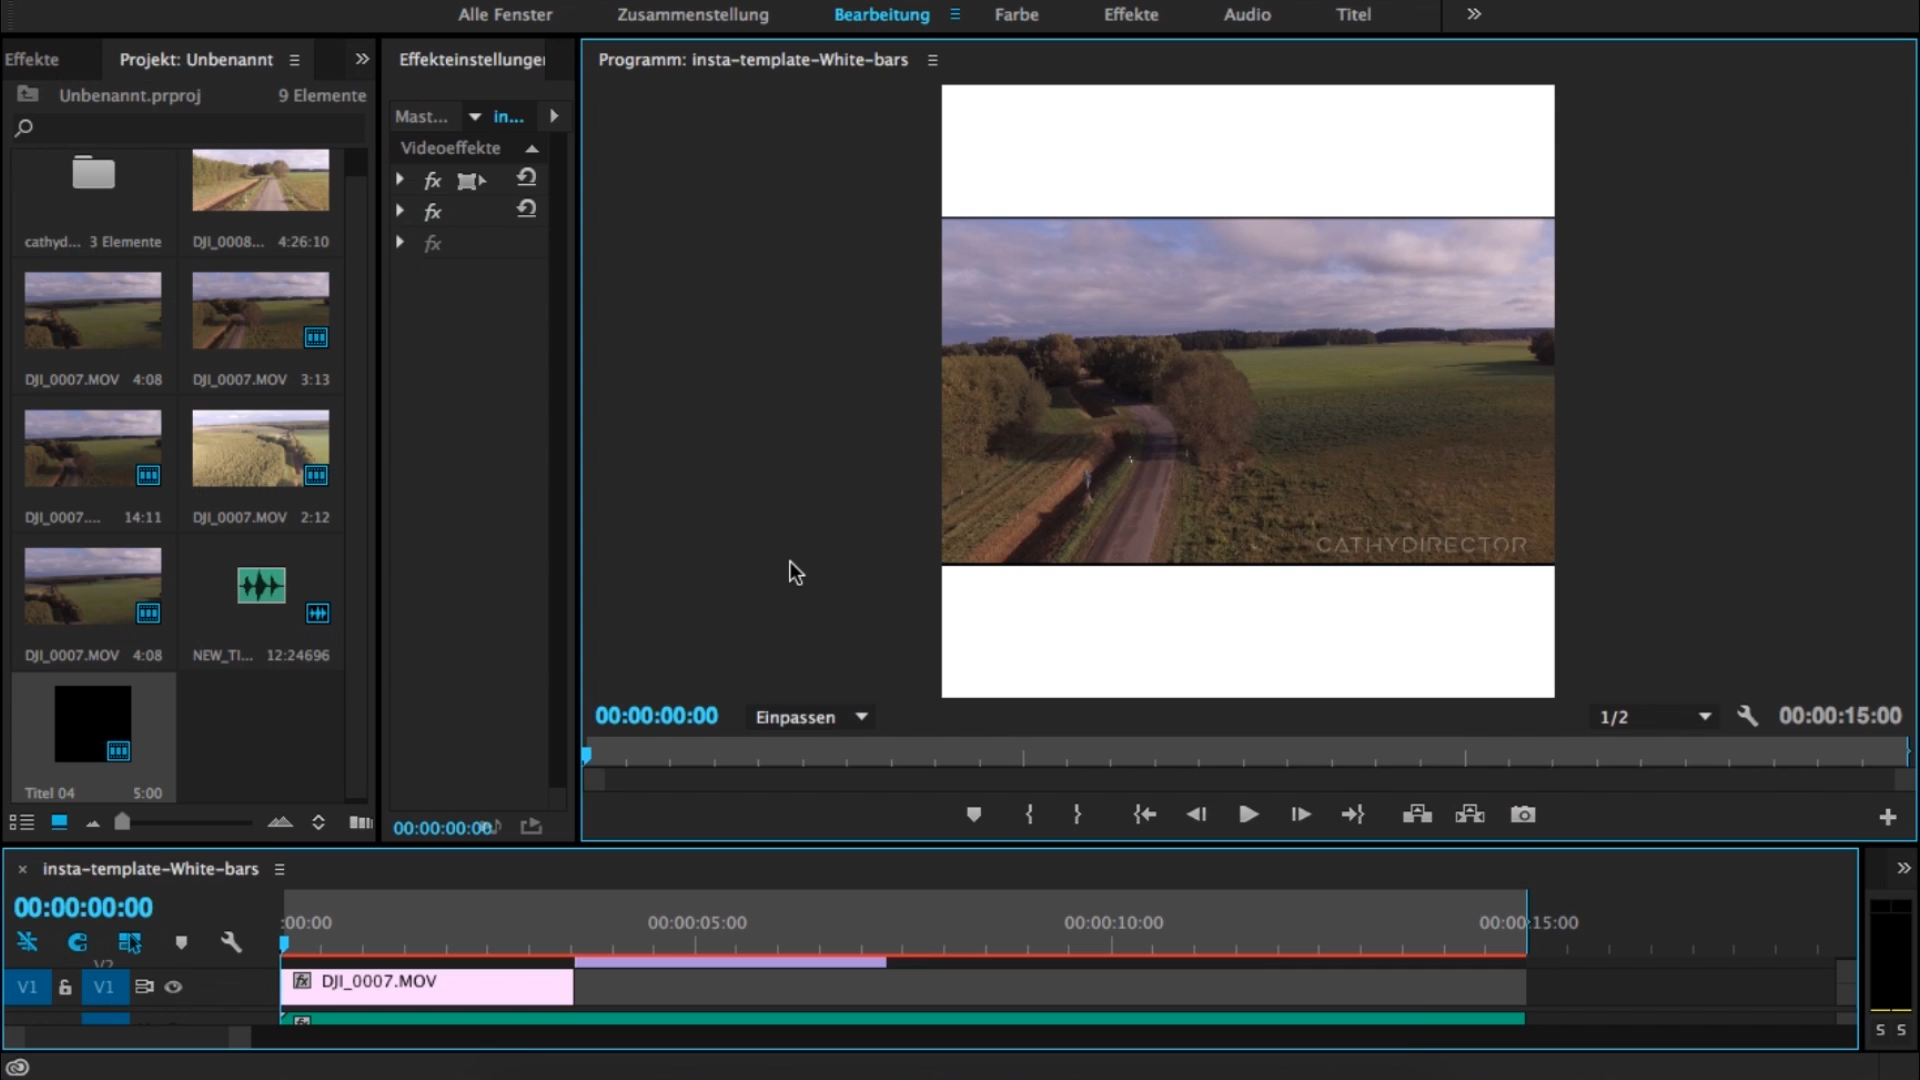 Alle Fenster Zusammenstellung Bearbeitung Farbe Effekte Audio Titel
Effekte Projekt: Unbenannt
Unbenannt.prproj 9 Elemente
cathyd... 3 Elemente DJI_0008... 4:26:10
DJI_0007.MOV 4:08 DJI_0007.MOV 3:13
DJI_0007.... 14:11 DJI_0007.MOV 2:12
DJI_0007.MOV 4:08 NEW_TI... 12:24696
Titel 04 5:00
Effekteinstellunge
Mast... in...
Videoeffekte
fx
fx
fx
00:00:00:00
Programm: insta-template-White-bars
CATHYDIRECTOR
00:00:00:00 Einpassen 1/2 00:00:15:00
insta-template-White-bars
00:00:00:00
:00:00 00:00:05:00 00:00:10:00 00:00:15:00
V2
V1 V1 fx DJI_0007.MOV
S S